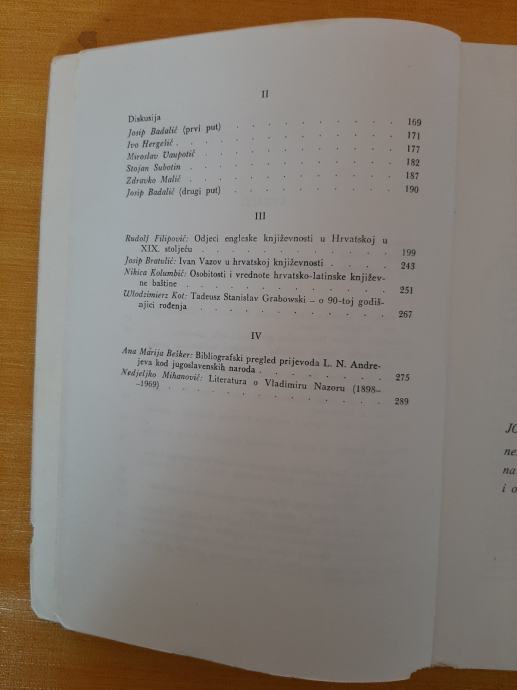 II
Diskusija . . . . . . . . . . 169
Josip Badalić (prvi put) . . . . . . . . . . 171
Ivo Hergešić . . . . . . . . . . 177
Miroslav Vaupotić . . . . . . . . . . 182
Stojan Subotin . . . . . . . . . . 187
Zdravko Malić . . . . . . . . . . 190
Josip Badalić (drugi put) . . . . . . . . . .
III
Rudolf Filipović: Odjeci engleske književnosti u Hrvatskoj u
XIX. stoljeću . . . . . . . . . . 199
Josip Bratulić: Ivan Vazov u hrvatskoj književnosti . . . . 243
Nikica Kolumbić: Osobitosti i vrednote hrvatsko-latinske književ-
ne baštine . . . . . . . . . . 251
Włodzimierz Kot: Tadeusz Stanislav Grabowski – o 90-toj godiš-
njici rođenja . . . . . . . . . . 267
IV
Ana Marija Bešker: Bibliografski pregled prijevoda L. N. Andre-
jeva kod jugoslavenskih naroda . . . . . . . 275
Nedjeljko Mihanović: Literatura o Vladimiru Nazoru (1898–
–1969) . . . . . . . . . . 289
na
i o